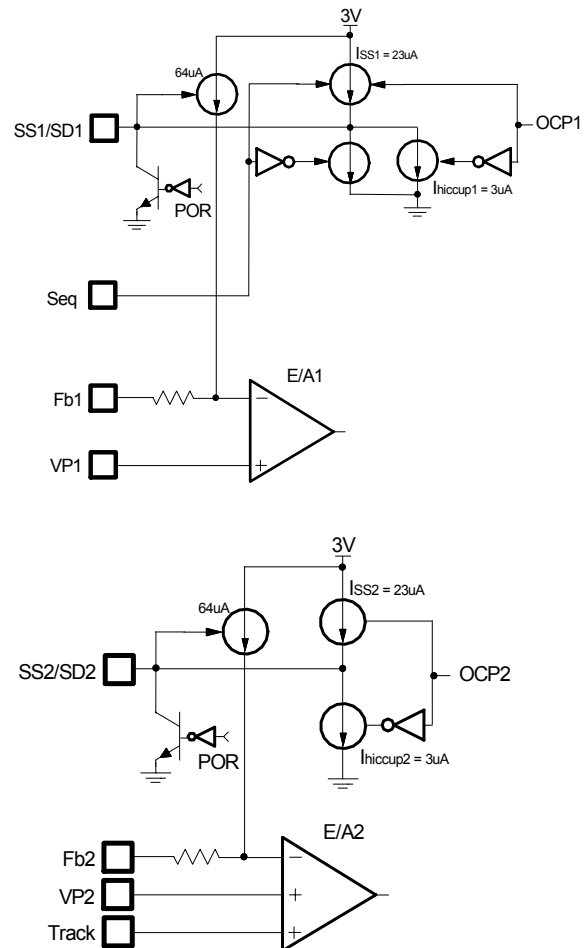 3V
ISS1 = 23uA
64uA
SS1/SD1
OCP1
Ihiccup1 = 3uA
POR
Seq
E/A1
Fb1
−
VP1
+
3V
ISS2 = 23uA
64uA
SS2/SD2
OCP2
POR
Ihiccup2 = 3uA
E/A2
Fb2
−
VP2
+
Track
+